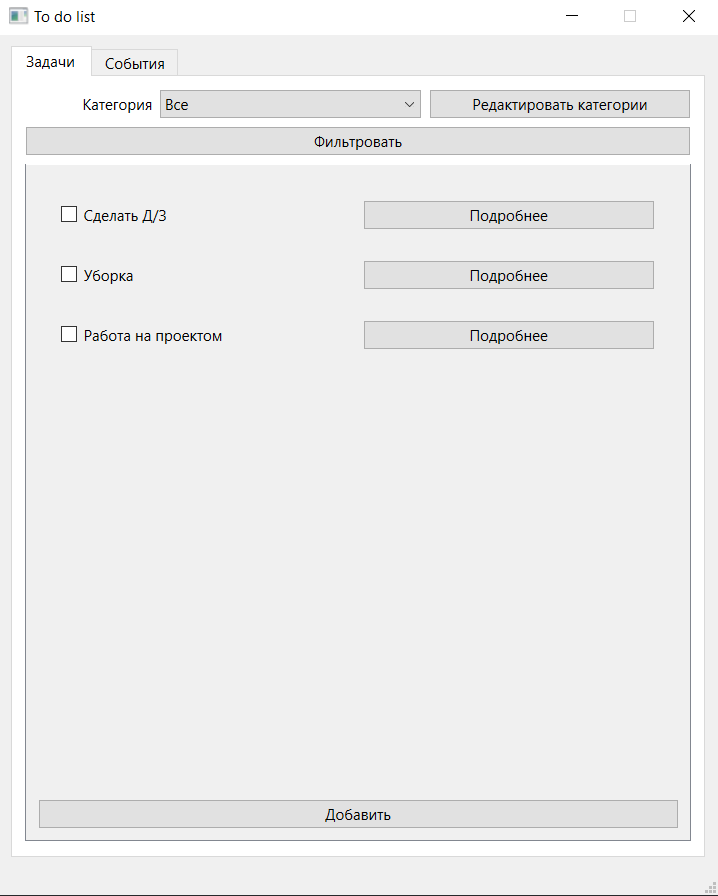 To do list
Задачи
События
Категория Все Редактировать категории
Фильтровать
Сделать Д/З Подробнее
Уборка Подробнее
Работа на проектом Подробнее
Добавить